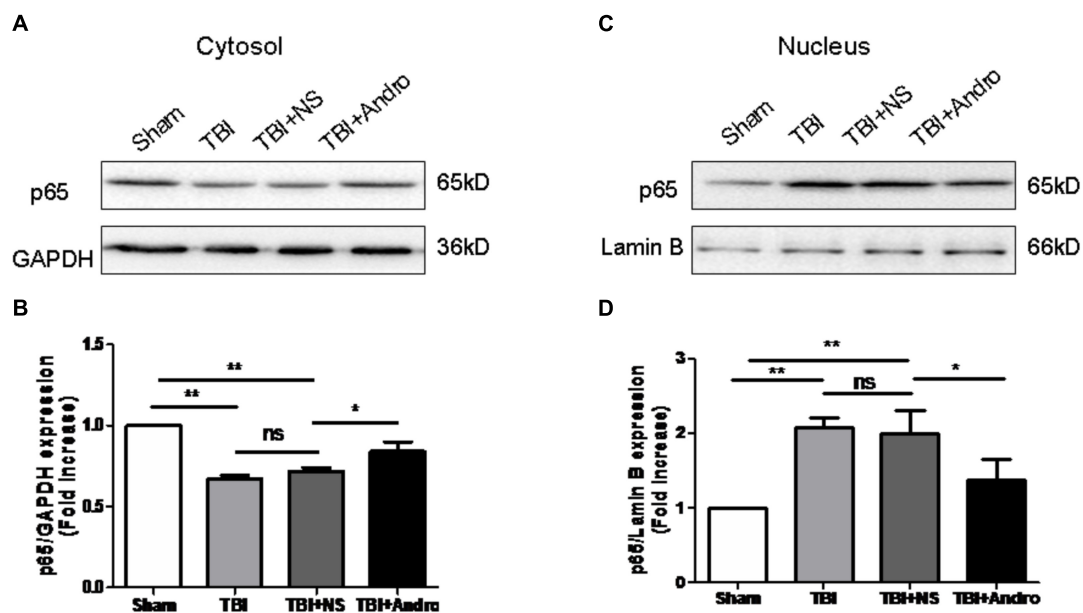 A
Cytosol
Sham
TBI
TBI+NS
TBI+Andro
p65
65kD
GAPDH
36kD
B
p65/GAPDH expression
(Fold Increase)
1.5
1.0
0.5
0.0
**
**
ns
*
Sham
TBI
TBI+NS
TBI+Andro
C
Nucleus
Sham
TBI
TBI+NS
TBI+Andro
p65
65kD
Lamin B
66kD
D
p65/Lamin B expression
(Fold Increase)
3
2
1
0
**
**
ns
*
Sham
TBI
TBI+NS
TBI+Andro